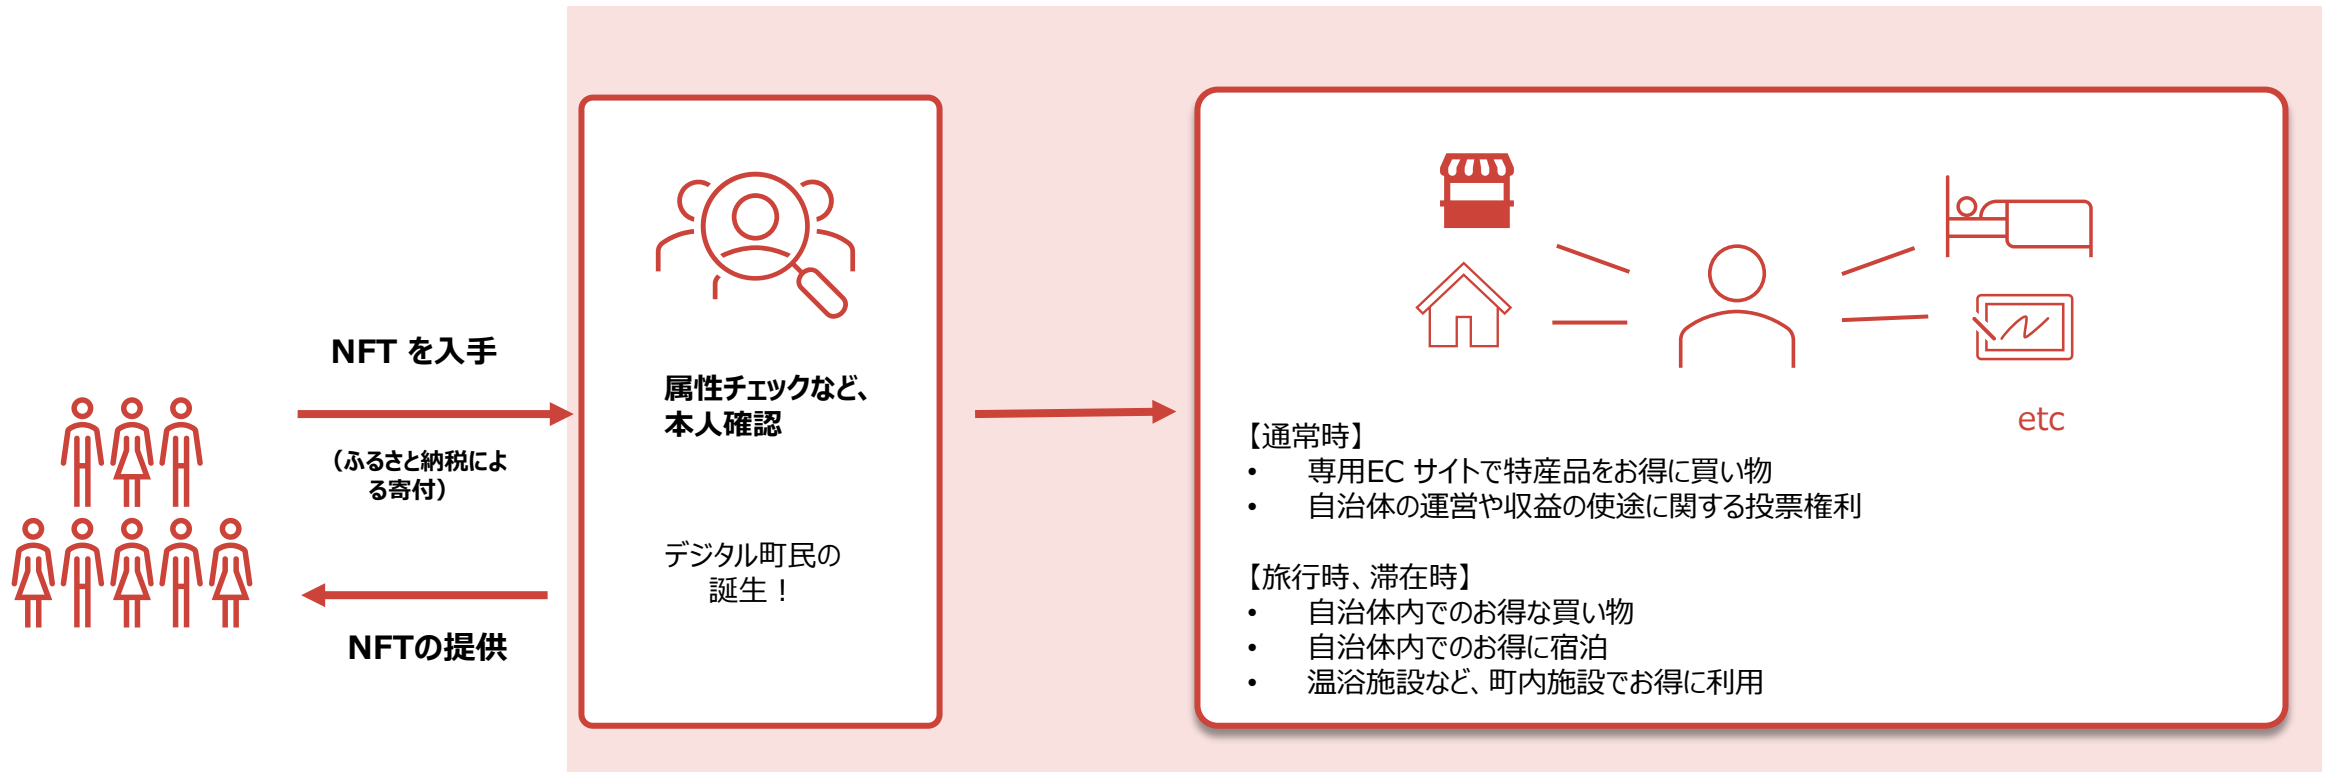 NFT を入手
（ふるさと納税によ
る寄付）
NFTの提供
属性チェックなど、
本人確認
デジタル町民の
誕生！
etc
【通常時】
• 専用EC サイトで特産品をお得に買い物
• 自治体の運営や収益の使途に関する投票権利
【旅行時、滞在時】
• 自治体内でのお得な買い物
• 自治体内でのお得に宿泊
• 温浴施設など、町内施設でお得に利用